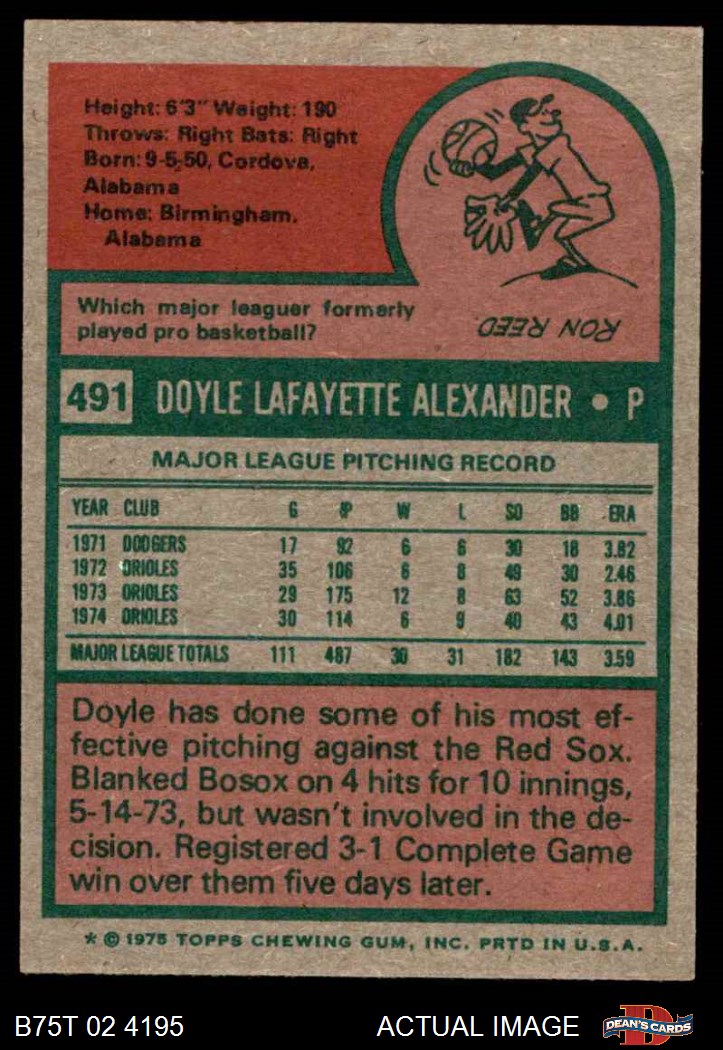 Height: 6'3" Weight: 190
Throws: Right Bats: Right
Born: 9-5-50, Cordova,
Alabama
Home: Birmingham,
Alabama
Which major leaguer formerly
played pro basketball?
RON REED
491 DOYLE LAFAYETTE ALEXANDER • P
MAJOR LEAGUE PITCHING RECORD
YEAR CLUB G IP W L SO BB ERA
1971 DODGERS 17 92 6 6 30 18 3.82
1972 ORIOLES 35 106 6 8 49 30 2.46
1973 ORIOLES 29 175 12 8 63 52 3.86
1974 ORIOLES 30 114 6 9 40 43 4.01
MAJOR LEAGUE TOTALS 111 487 30 31 182 143 3.59
Doyle has done some of his most ef-
fective pitching against the Red Sox.
Blanked Bosox on 4 hits for 10 innings,
5-14-73, but wasn't involved in the de-
cision. Registered 3-1 Complete Game
win over them five days later.
* © 1975 TOPPS CHEWING GUM, INC. PRTD IN U.S.A.
B75T 02 4195 ACTUAL IMAGE
D
DEAN'S CARDS